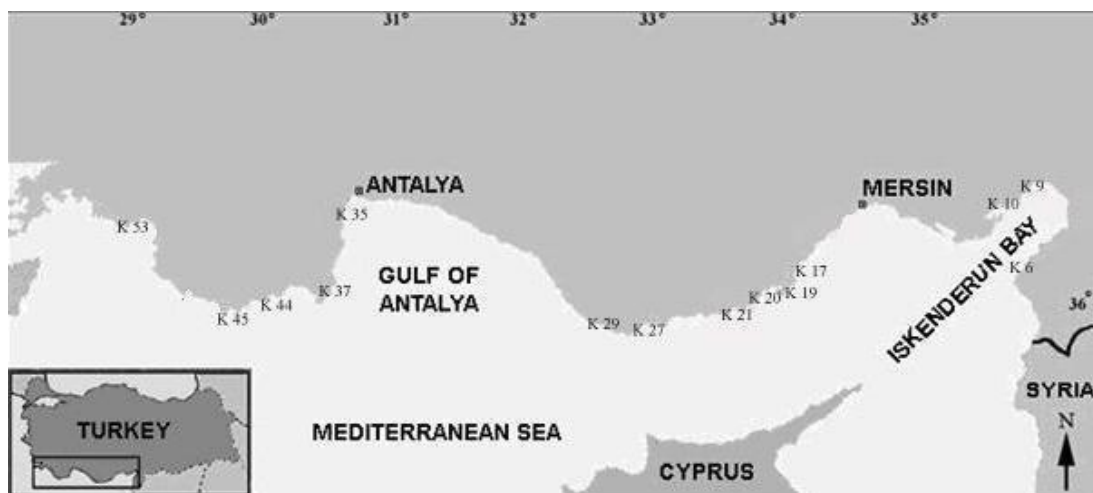 29° 30° 31° 32° 33° 34° 35°
ANTALYA
MERSIN
K 9
K 10
K 35
K 53
ISKENDERUN BAY
K 6
K 17
GULF OF
ANTALYA
K 37
K 19
K 20
K 44
K 45
K 21
K 29
K 27
36°
SYRIA
N
TURKEY
MEDITERRANEAN SEA
CYPRUS